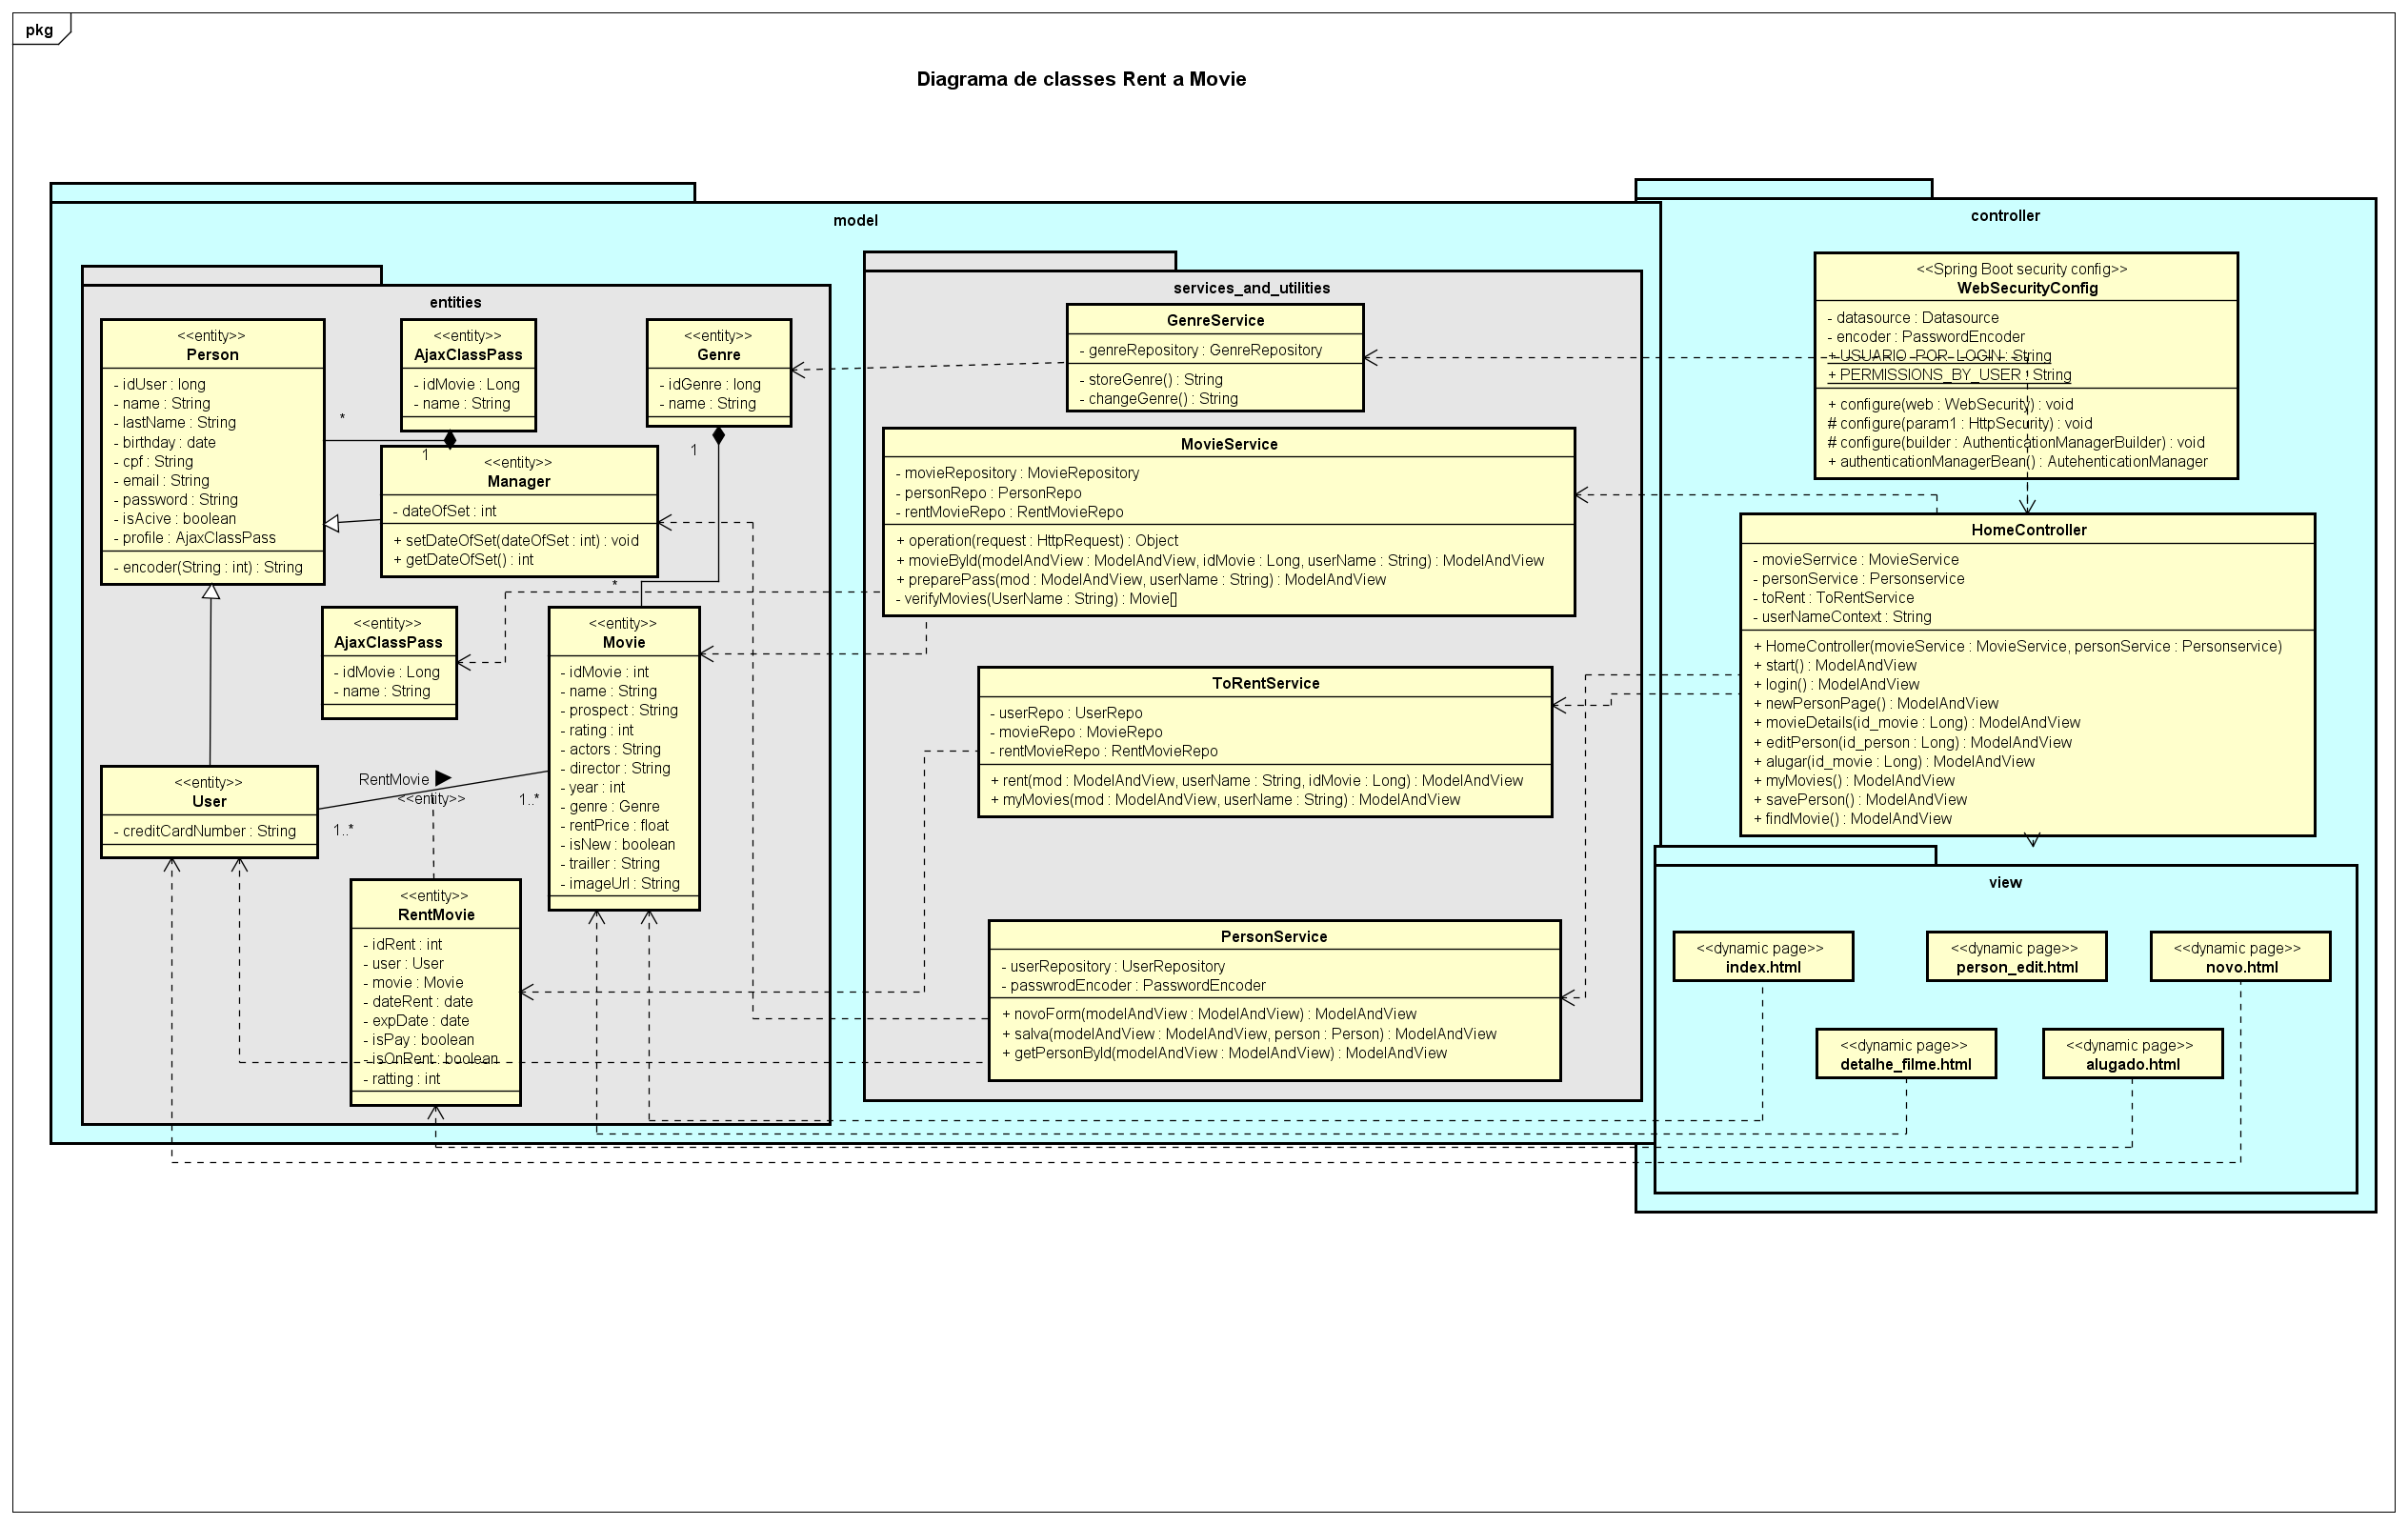 pkg
Diagrama de classes Rent a Movie
model
entities
<<entity>>
Person
- idUser : long
- name : String
- lastName : String
- birthday : date
- cpf : String
- email : String
- password : String
- isAcive : boolean
- profile : AjaxClassPass
- encoder(String : int) : String
<<entity>>
AjaxClassPass
- idMovie : Long
- name : String
<<entity>>
Genre
- idGenre : long
- name : String
*
1
1
*
<<entity>>
Manager
- dateOfSet : int
+ setDateOfSet(dateOfSet : int) : void
+ getDateOfSet() : int
<<entity>>
AjaxClassPass
- idMovie : Long
- name : String
<<entity>>
Movie
- idMovie : int
- name : String
- prospect : String
- rating : int
- actors : String
- director : String
- year : int
- genre : Genre
- rentPrice : float
- isNew : boolean
- trailler : String
- imageUrl : String
<<entity>>
User
- creditCardNumber : String
RentMovie
<<entity>>
1..*
1..*
<<entity>>
RentMovie
- idRent : int
- user : User
- movie : Movie
- dateRent : date
- expDate : date
- isPay : boolean
- isOnRent : boolean
- ratting : int
services_and_utilities
GenreService
- genreRepository : GenreRepository
- storeGenre() : String
- changeGenre() : String
MovieService
- movieRepository : MovieRepository
- personRepo : PersonRepo
- rentMovieRepo : RentMovieRepo
+ operation(request : HttpRequest) : Object
+ movieById(modelAndView : ModelAndView, idMovie : Long, userName : String) : ModelAndView
+ preparePass(mod : ModelAndView, userName : String) : ModelAndView
- verifyMovies(UserName : String) : Movie[]
ToRentService
- userRepo : UserRepo
- movieRepo : MovieRepo
- rentMovieRepo : RentMovieRepo
+ rent(mod : ModelAndView, userName : String, idMovie : Long) : ModelAndView
+ myMovies(mod : ModelAndView, userName : String) : ModelAndView
PersonService
- userRepository : UserRepository
- passwrodEncoder : PasswordEncoder
+ novoForm(modelAndView : ModelAndView) : ModelAndView
+ salva(modelAndView : ModelAndView, person : Person) : ModelAndView
+ getPersonById(modelAndView : ModelAndView) : ModelAndView
controller
<<Spring Boot security config>>
WebSecurityConfig
- datasource : Datasource
- encoder : PasswordEncoder
+ USUARIO_POR_LOGIN : String
+ PERMISSIONS_BY_USER : String
+ configure(web : WebSecurity) : void
# configure(param1 : HttpSecurity) : void
# configure(builder : AuthenticationManagerBuilder) : void
+ authenticationManagerBean() : AutehenticationManager
HomeController
- movieSerrvice : MovieService
- personService : Personservice
- toRent : ToRentService
- userNameContext : String
+ HomeController(movieService : MovieService, personService : Personservice)
+ start() : ModelAndView
+ login() : ModelAndView
+ newPersonPage() : ModelAndView
+ movieDetails(id_movie : Long) : ModelAndView
+ editPerson(id_person : Long) : ModelAndView
+ alugar(id_movie : Long) : ModelAndView
+ myMovies() : ModelAndView
+ savePerson() : ModelAndView
+ findMovie() : ModelAndView
view
<<dynamic page>>
index.html
<<dynamic page>>
person_edit.html
<<dynamic page>>
novo.html
<<dynamic page>>
detalhe_filme.html
<<dynamic page>>
alugado.html